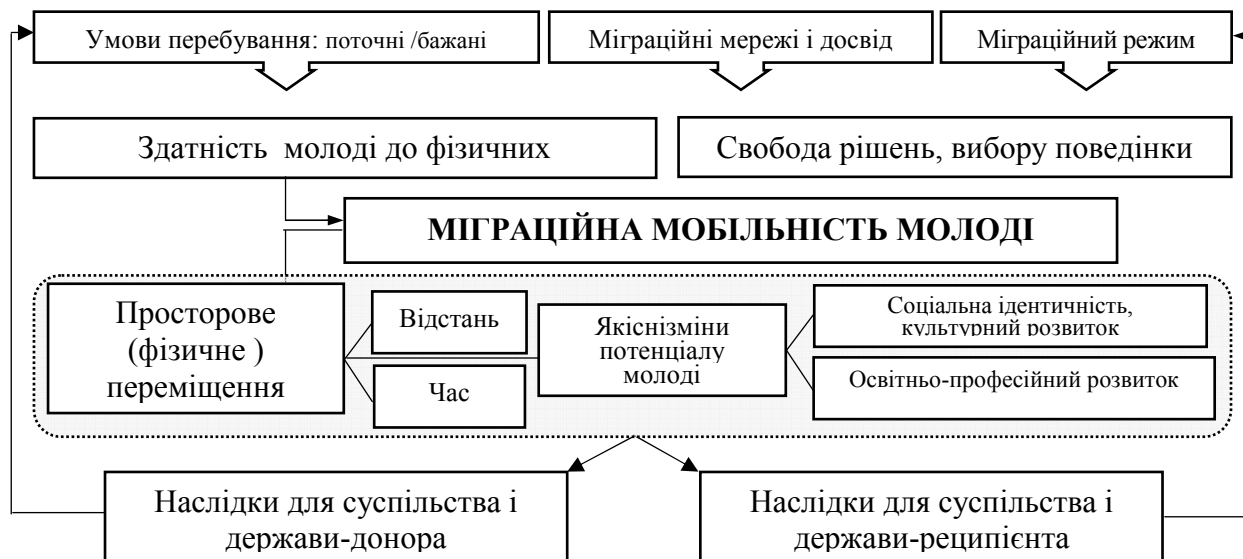 Умови перебування: поточні /бажані
Міграційні мережі і досвід
Міграційний режим
Здатність молоді до фізичних
Свобода рішень, вибору поведінки
МІГРАЦІЙНА МОБІЛЬНІСТЬ МОЛОДІ
Просторове
(фізичне )
переміщення
Відстань
Час
Якіснізміни
потенціалу
молоді
Соціальна ідентичність,
культурний розвиток
Освітньо-професійний розвиток
Наслідки для суспільства і
держави-донора
Наслідки для суспільства і
держави-реципієнта